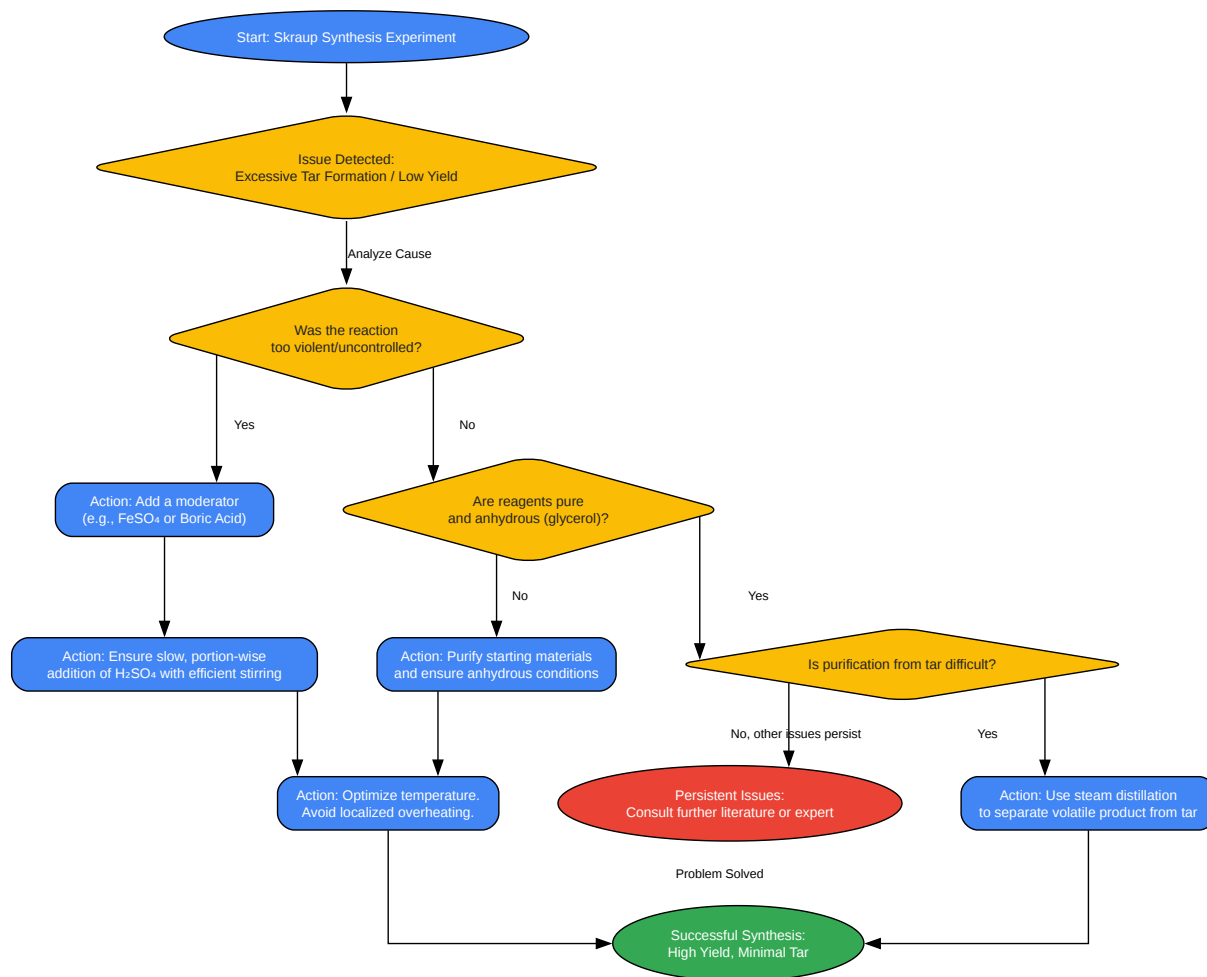 Start: Skraup Synthesis Experiment
Issue Detected:
Excessive Tar Formation / Low Yield
Analyze Cause
Was the reaction
too violent/uncontrolled?
Yes
No
Action: Add a moderator
(e.g., FeSO₄ or Boric Acid)
Are reagents pure
and anhydrous (glycerol)?
No
Yes
Action: Ensure slow, portion-wise
addition of H₂SO₄ with efficient stirring
Action: Purify starting materials
and ensure anhydrous conditions
Is purification from tar difficult?
No, other issues persist
Yes
Action: Optimize temperature.
Avoid localized overheating.
Persistent Issues:
Consult further literature or expert
Action: Use steam distillation
to separate volatile product from tar
Problem Solved
Successful Synthesis:
High Yield, Minimal Tar